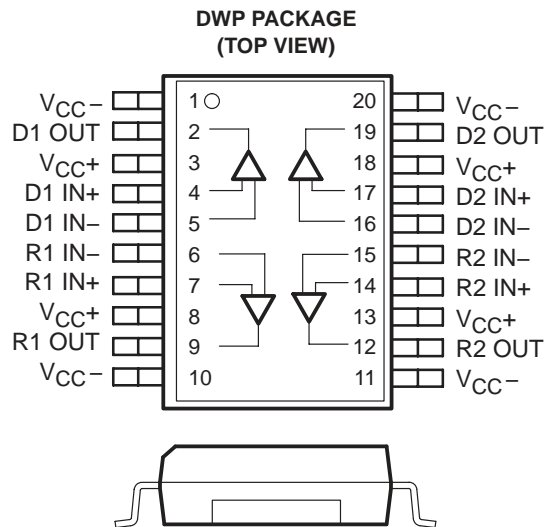 DWP PACKAGE
(TOP VIEW)
VCC− 1 20 VCC−
D1 OUT 2 19 D2 OUT
VCC+ 3 18 VCC+
D1 IN+ 4 17 D2 IN+
D1 IN− 5 16 D2 IN−
R1 IN− 6 15 R2 IN−
R1 IN+ 7 14 R2 IN+
VCC+ 8 13 VCC+
R1 OUT 9 12 R2 OUT
VCC− 10 11 VCC−